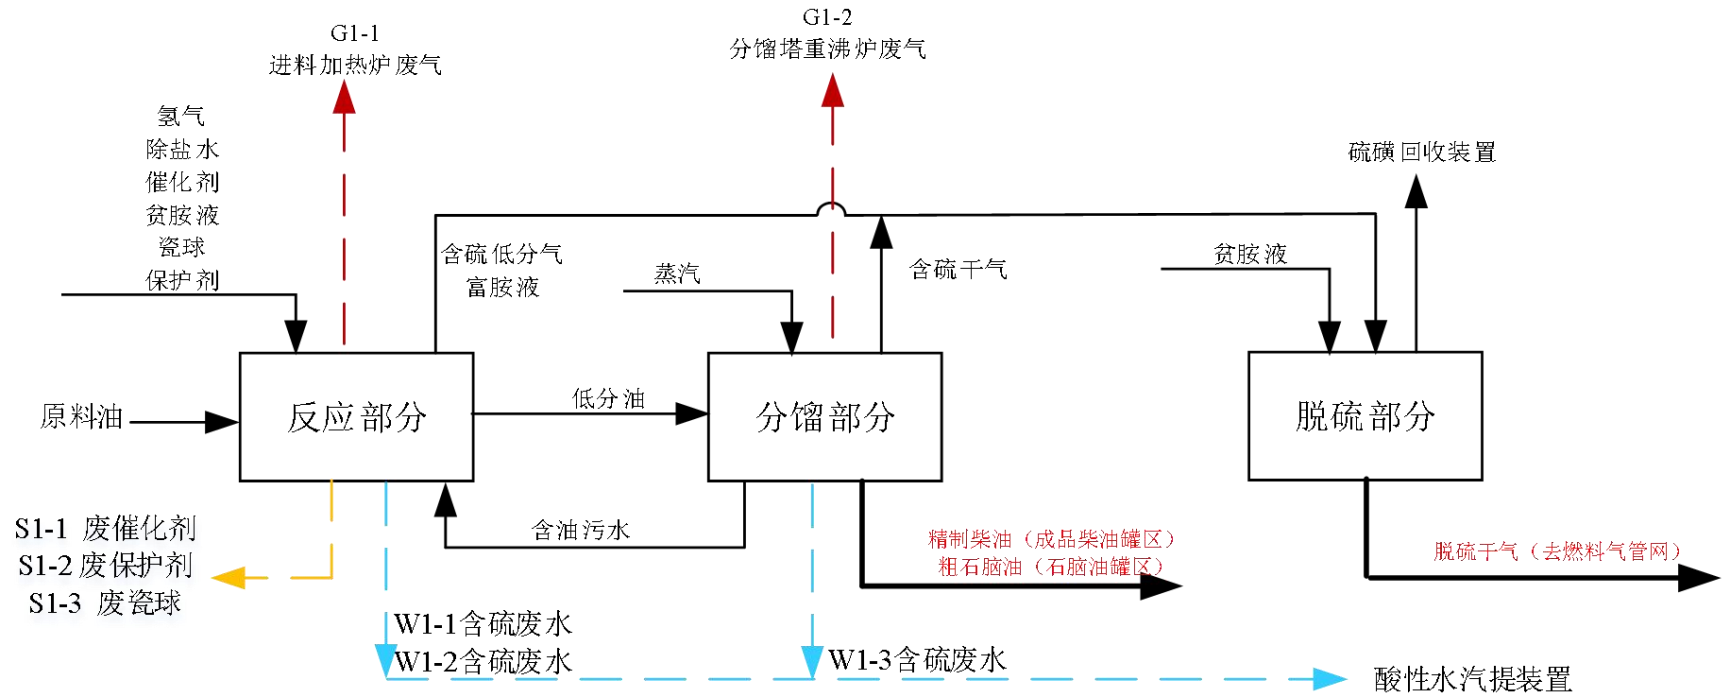 G1-1
进料加热炉废气
G1-2
分馏塔重沸炉废气
氢气
除盐水
催化剂
贫胺液
瓷球
保护剂
硫磺回收装置
含硫低分气
富胺液
蒸汽
含硫干气
贫胺液
原料油
反应部分
低分油
分馏部分
脱硫部分
S1-1 废催化剂
S1-2废保护剂
S1-3 废瓷球
含油污水
精制柴油（成品柴油罐区）
粗石脑油（石脑油罐区）
脱硫干气（去燃料气管网）
W1-1含硫废水
W1-2含硫废水
W1-3含硫废水
酸性水汽提装置